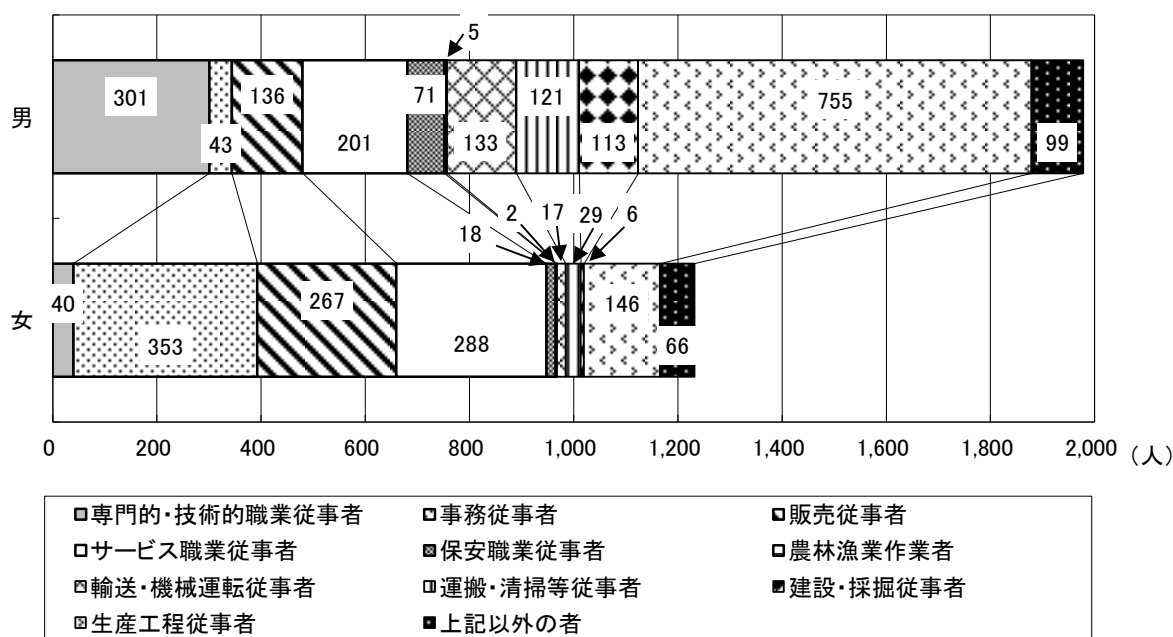 5
男 301 43 136 201 71 133 121 113 755 99
18 2 17 29 6
女 40 353 267 288 146 66
0 200 400 600 800 1,000 1,200 1,400 1,600 1,800 2,000 (人)
専門的・技術的職業従事者 事務従事者 販売従事者
サービス職業従事者 保安職業従事者 農林漁業作業者
輸送・機械運転従事者 運搬・清掃等従事者 建設・採掘従事者
生産工程従事者 上記以外の者